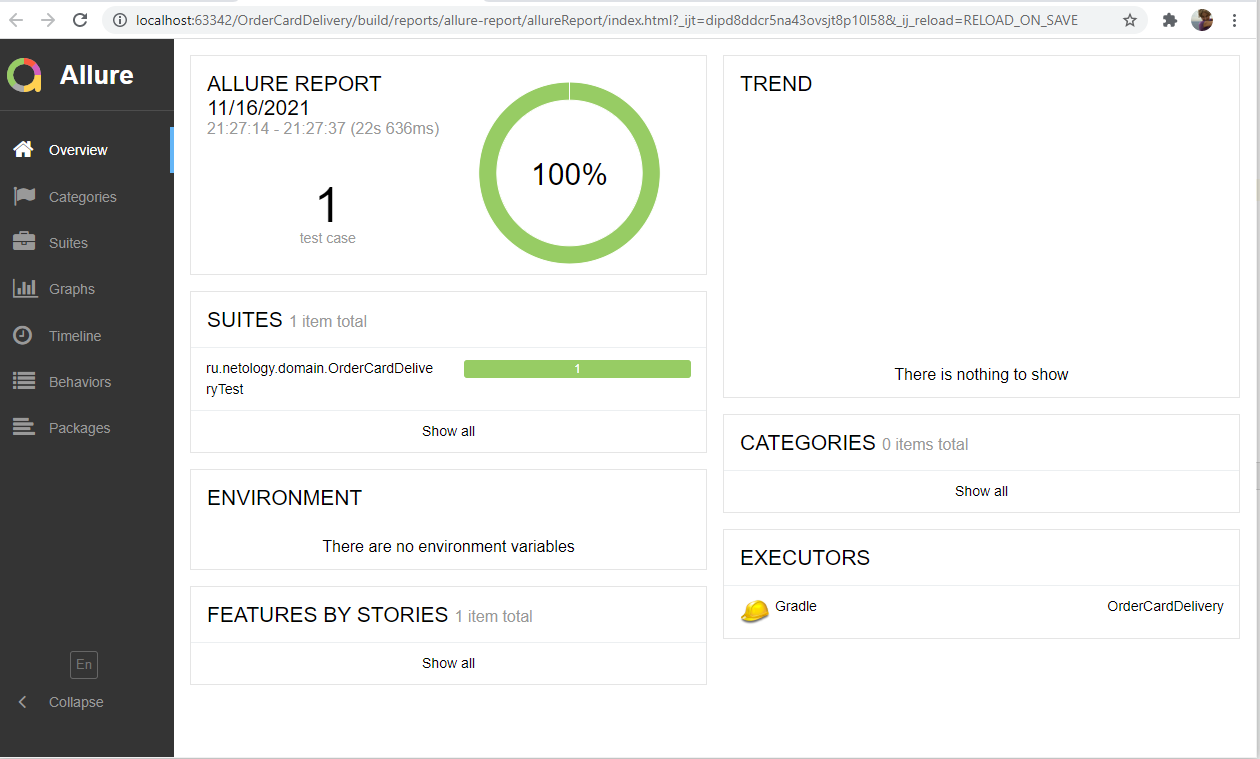 localhost:63342/OrderCardDelivery/build/reports/allure-report/allureReport/index.html?_ijt=dipd8ddcr5na43ovsjt8p10l58&_ij_reload=RELOAD_ON_SAVE
Allure
Overview
Categories
Suites
Graphs
Timeline
Behaviors
Packages
En
Collapse
ALLURE REPORT
11/16/2021
21:27:14 - 21:27:37 (22s 636ms)
1
test case
100%
SUITES 1 item total
ru.netology.domain.OrderCardDelive
ryTest
1
Show all
ENVIRONMENT
There are no environment variables
FEATURES BY STORIES 1 item total
Show all
TREND
There is nothing to show
CATEGORIES 0 items total
Show all
EXECUTORS
Gradle OrderCardDelivery